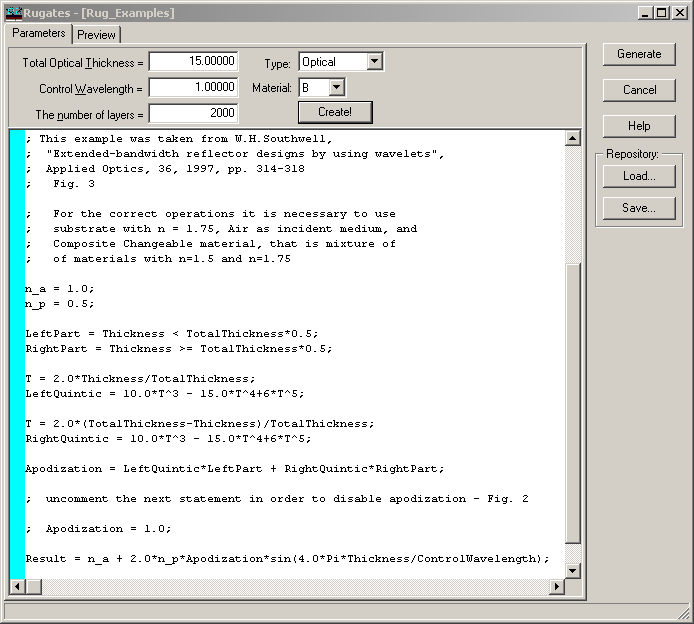 Rugates - [Rug_Examples]
Parameters Preview
Total Optical Thickness = 15.00000 Type: Optical
Control Wavelength = 1.00000 Material: B
The number of layers = 2000 Create!
Generate
Cancel
Help
Repository:
Load...
Save...
; This example was taken from W.H.Southwell,
;  "Extended-bandwidth reflector designs by using wavelets",
;  Applied Optics, 36, 1997, pp. 314-318
;   Fig. 3
;
;   For the correct operations it is necessary to use
;   substrate with n = 1.75, Air as incident medium, and
;   Composite Changeable material, that is mixture of
;   of materials with n=1.5 and n=1.75
n_a = 1.0;
n_p = 0.5;
LeftPart = Thickness < TotalThickness*0.5;
RightPart = Thickness >= TotalThickness*0.5;
T = 2.0*Thickness/TotalThickness;
LeftQuintic = 10.0*T^3 - 15.0*T^4+6*T^5;
T = 2.0*(TotalThickness-Thickness)/TotalThickness;
RightQuintic = 10.0*T^3 - 15.0*T^4+6*T^5;
Apodization = LeftQuintic*LeftPart + RightQuintic*RightPart;
;  uncomment the next statement in order to disable apodization - Fig. 2
;  Apodization = 1.0;
Result = n_a + 2.0*n_p*Apodization*sin(4.0*Pi*Thickness/ControlWavelength);